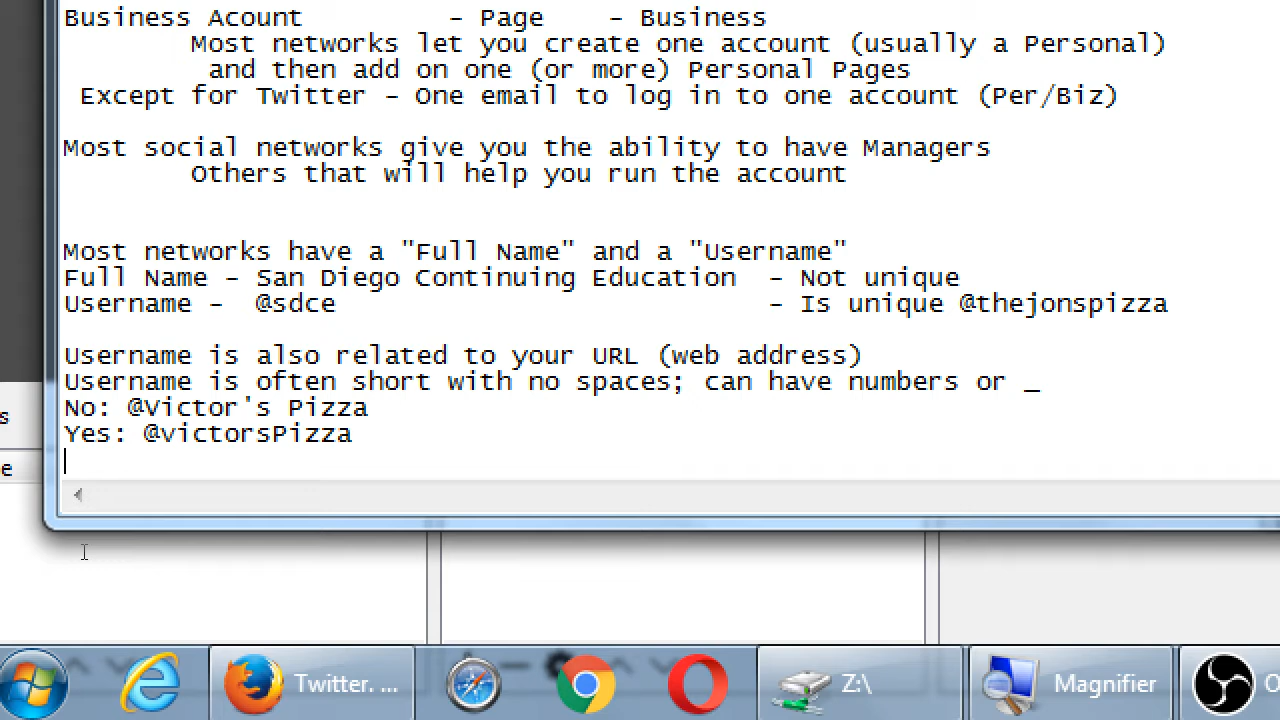 Business Acount - Page - Business
Most networks let you create one account (usually a Personal)
and then add on one (or more) Personal Pages
Except for Twitter - One email to log in to one account (Per/Biz)
Most social networks give you the ability to have Managers
Others that will help you run the account
Most networks have a "Full Name" and a "Username"
Full Name - San Diego Continuing Education - Not unique
Username - @sdce - Is unique @thejonspizza
Username is also related to your URL (web address)
Username is often short with no spaces; can have numbers or _
No: @Victor's Pizza
Yes: @victorsPizza
s
e
Twitter. ...
Z:\
Magnifier
O